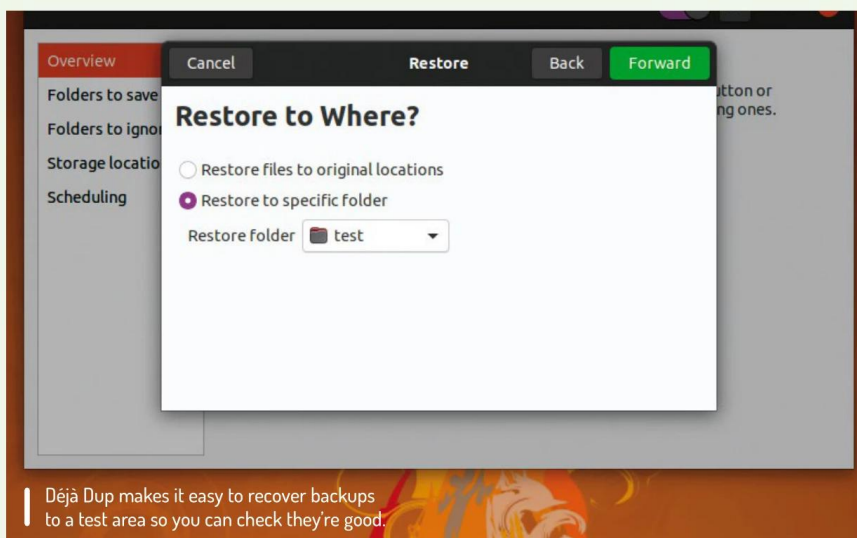 Overview
Folders to save
Folders to ignor
Storage locatio
Scheduling
Cancel
Restore
Back
Forward
Restore to Where?
Restore files to original locations
Restore to specific folder
Restore folder test
utton or
ng ones.
Déjà Dup makes it easy to recover backups
to a test area so you can check they're good.